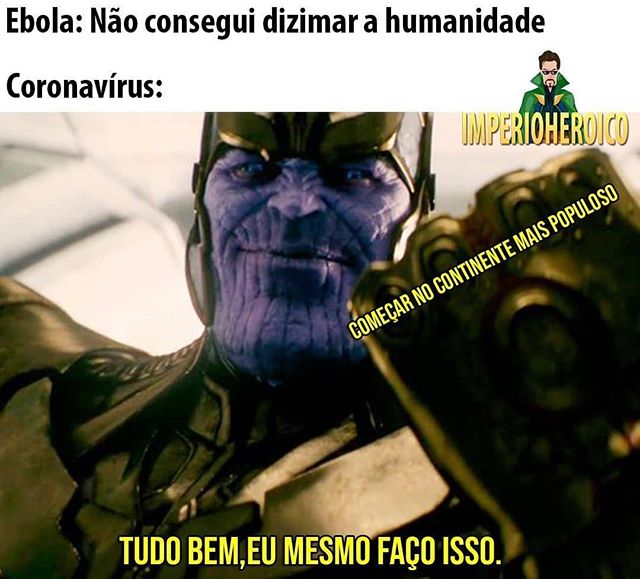 Ebola: Não consegui dizimar a humanidade
Coronavírus:
IMPERIOHEROICO
COMEÇAR NO CONTINENTE MAIS POPULOSO
TUDO BEM,EU MESMO FAÇO ISSO.